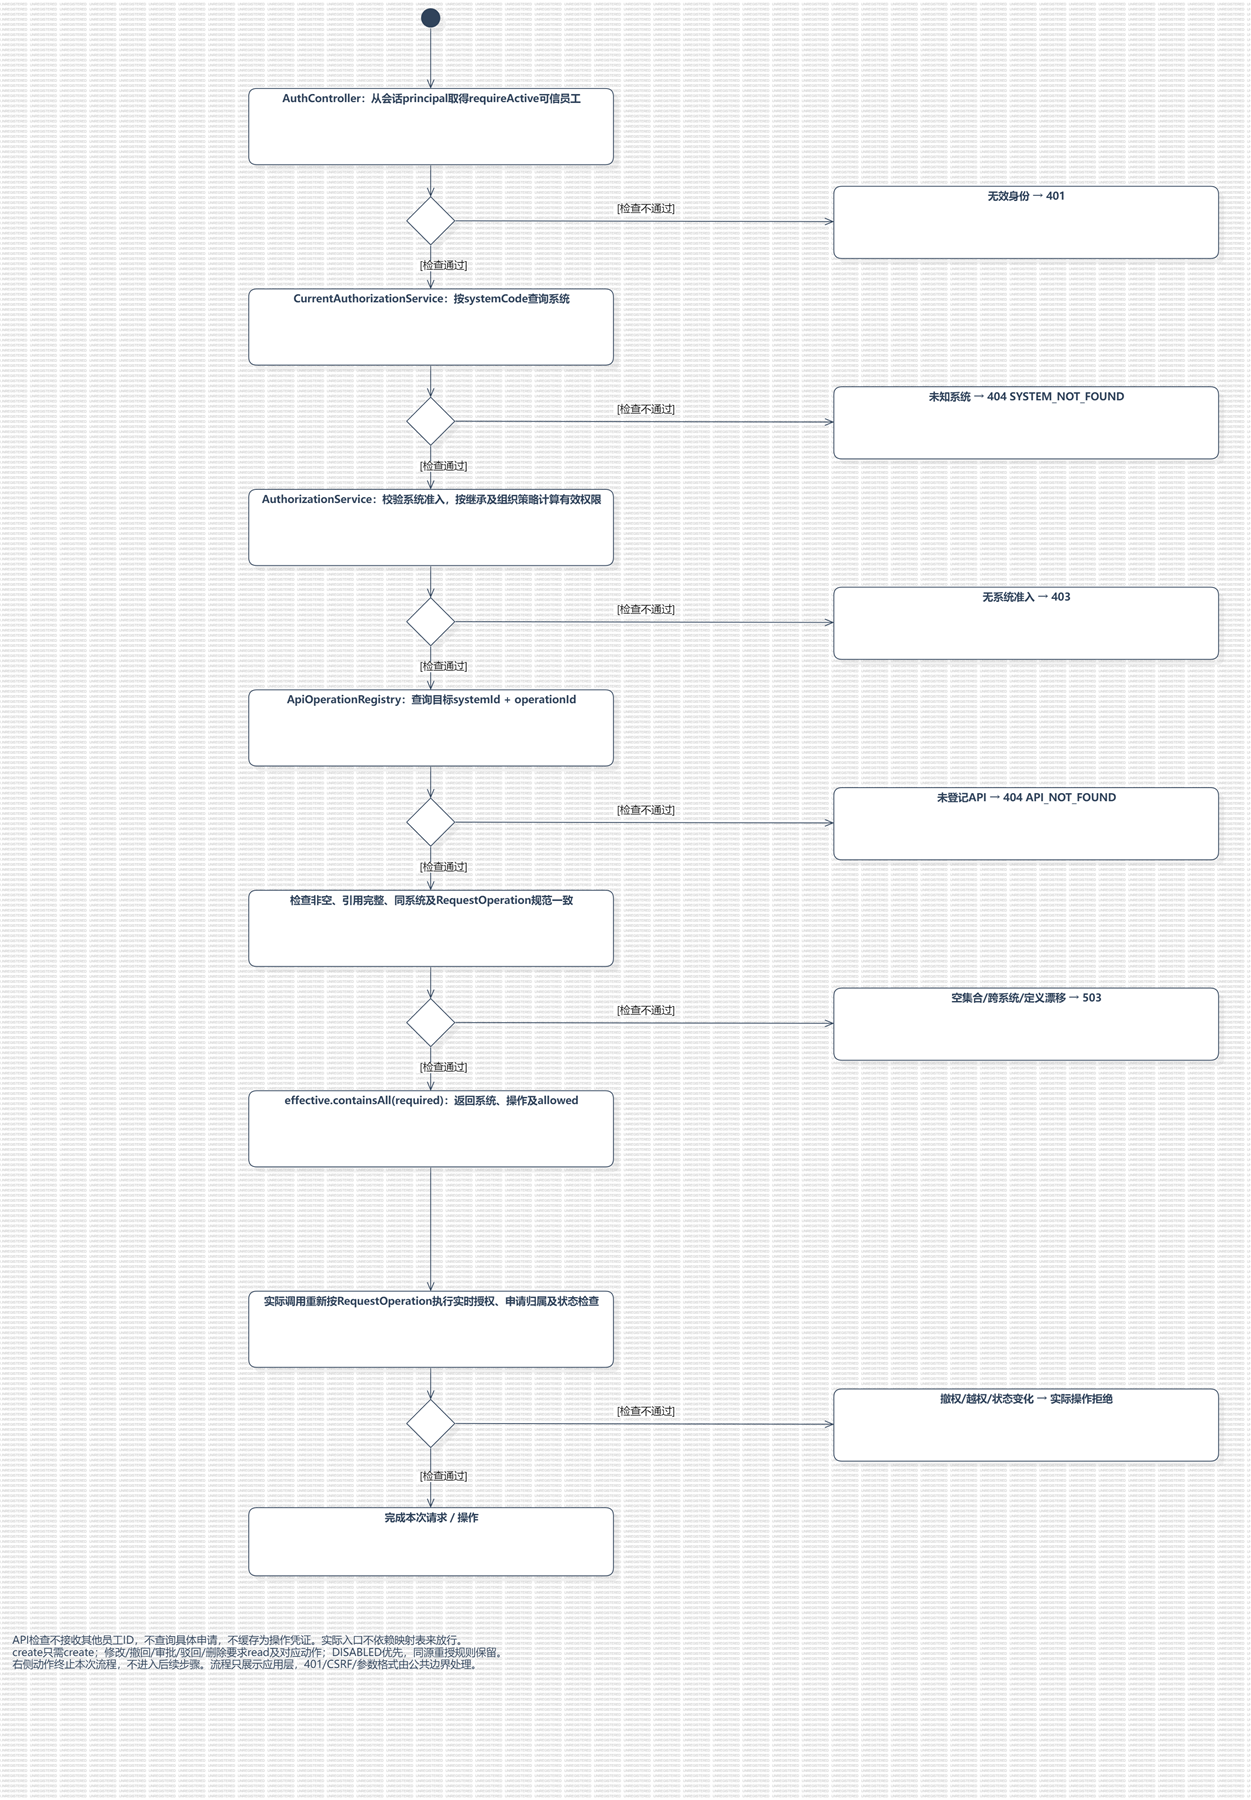 AuthController：从会话principal取得requireActive可信员工
无效身份 → 401
[检查不通过]
[检查通过]
CurrentAuthorizationService：按systemCode查询系统
未知系统 → 404 SYSTEM_NOT_FOUND
[检查不通过]
[检查通过]
AuthorizationService：校验系统准入，按继承及组织策略计算有效权限
无系统准入 → 403
[检查不通过]
[检查通过]
ApiOperationRegistry：查询目标systemId + operationId
未登记API → 404 API_NOT_FOUND
[检查不通过]
[检查通过]
检查非空、引用完整、同系统及RequestOperation规范一致
空集合/跨系统/定义漂移 → 503
[检查不通过]
[检查通过]
effective.containsAll(required)：返回系统、操作及allowed
实际调用重新按RequestOperation执行实时授权、申请归属及状态检查
撤权/越权/状态变化 → 实际操作拒绝
[检查不通过]
[检查通过]
完成本次请求 / 操作
API检查不接收其他员工ID，不查询具体申请，不缓存为操作凭证。实际入口不依赖映射表来放行。
create只需create；修改/撤回/审批/驳回/删除要求read及对应动作；DISABLED优先，同源重授规则保留。
右侧动作终止本次流程，不进入后续步骤。流程只展示应用层，401/CSRF/参数格式由公共边界处理。